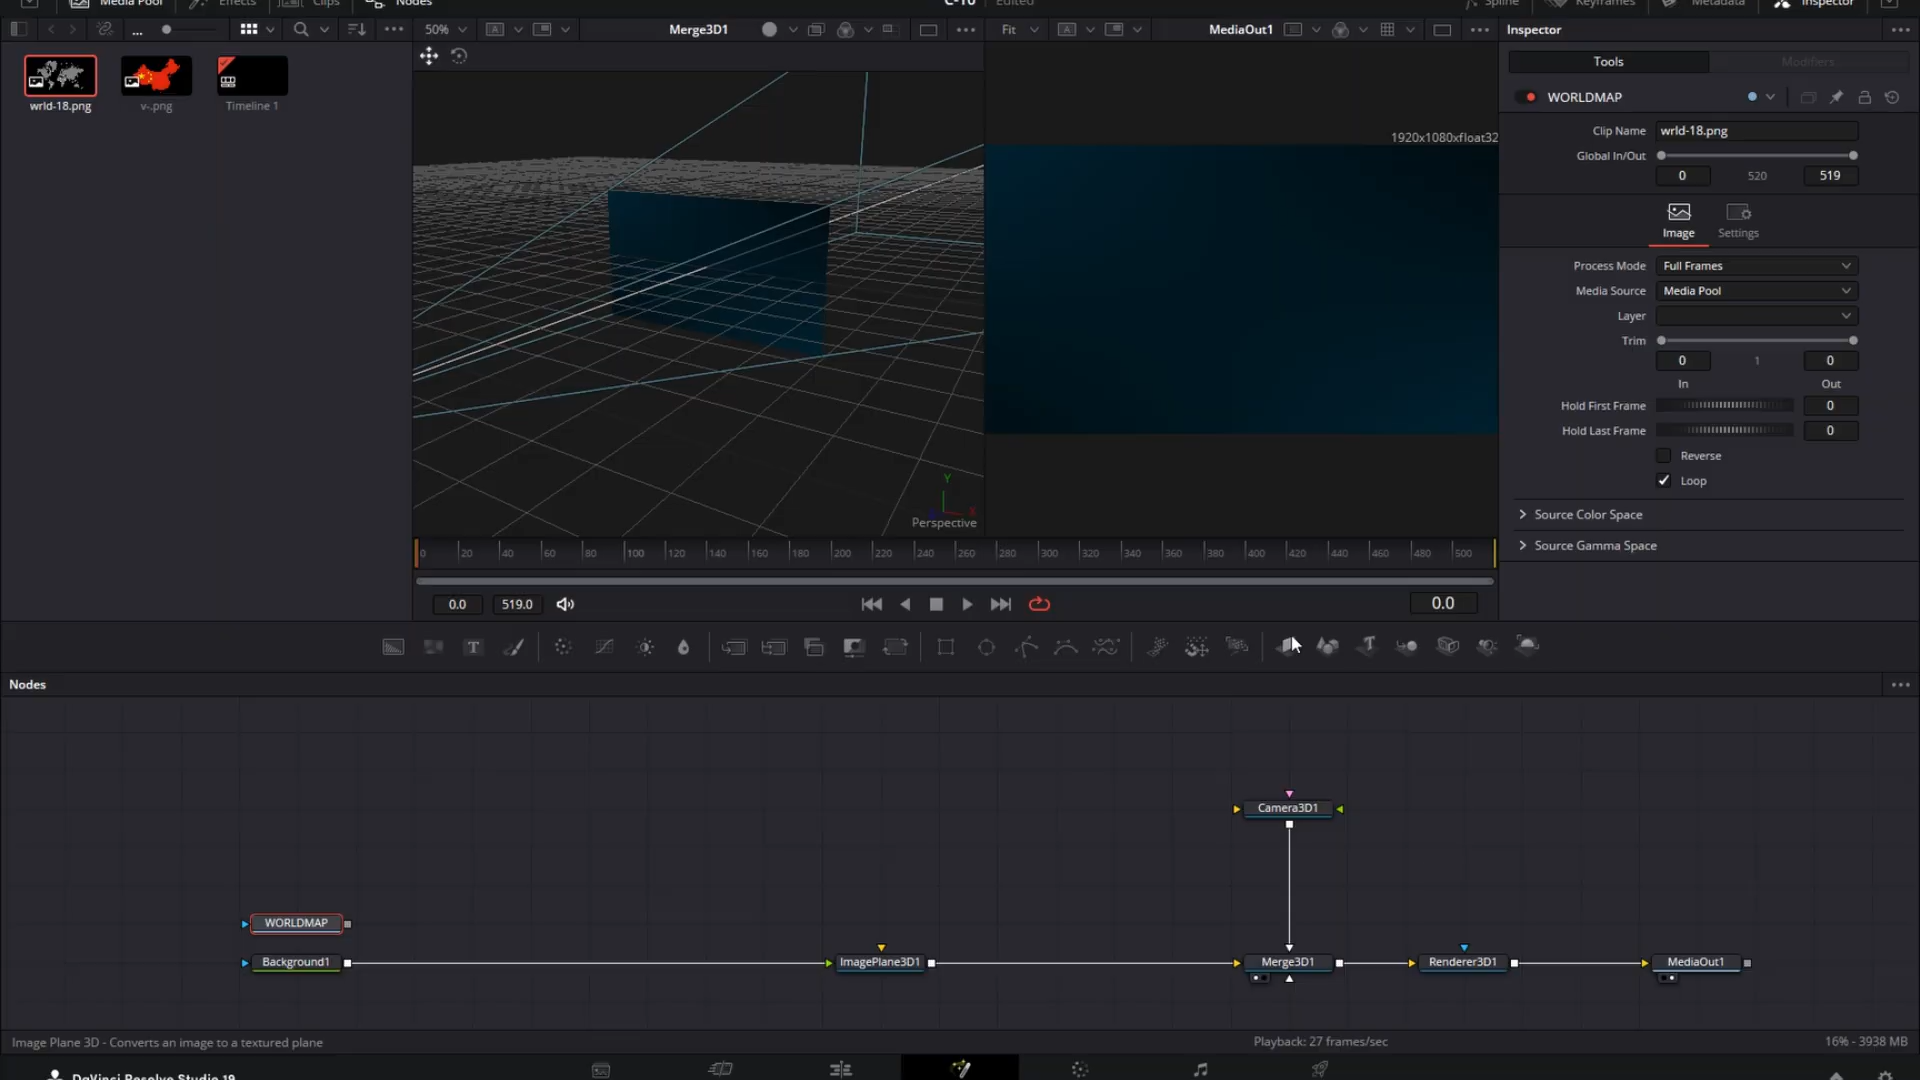 Media Pool
Effects
Clips
Nodes
Edited
Spline
Keyframes
Metadata
Inspector
...
50%
Merge3D1
Fit
MediaOut1
Inspector
wrld-18.png
v-.png
Timeline 1
Tools
Modifiers
WORLDMAP
Clip Name
wrld-18.png
Global In/Out
0
520
519
Image
Settings
Process Mode
Full Frames
Media Source
Media Pool
Layer
Trim
0
1
0
In
Out
Hold First Frame
0
Hold Last Frame
0
Reverse
Loop
Source Color Space
Source Gamma Space
1920x1080xfloat32
Y
X
Perspective
0 20 40 60 80 100 120 140 160 180 200 220 240 260 280 300 320 340 360 380 400 420 440 460 480 500
0.0
519.0
0.0
T
T
Nodes
Camera3D1
WORLDMAP
Background1
ImagePlane3D1
Merge3D1
Renderer3D1
MediaOut1
Image Plane 3D - Converts an image to a textured plane
Playback: 27 frames/sec
16% - 3938 MB
DaVinci Resolve Studio 19